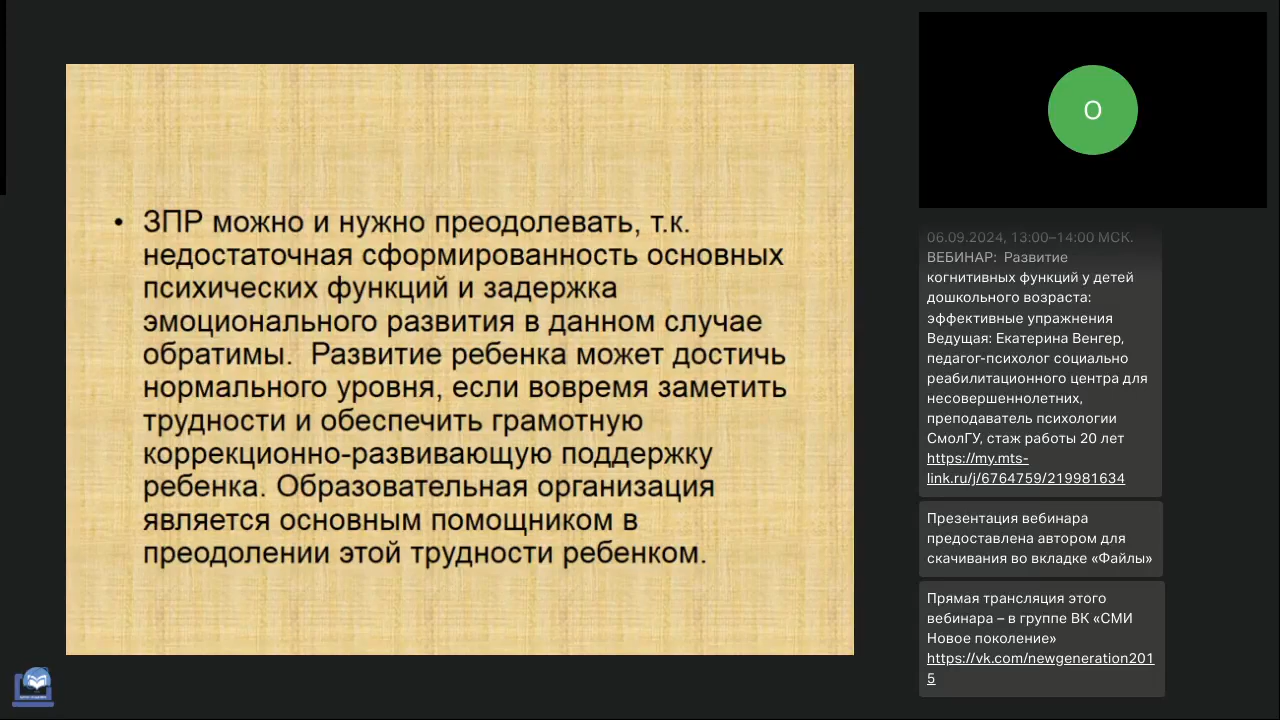 • ЗПР можно и нужно преодолевать, т.к.
недостаточная сформированность основных
психических функций и задержка
эмоционального развития в данном случае
обратимы.  Развитие ребенка может достичь
нормального уровня, если вовремя заметить
трудности и обеспечить грамотную
коррекционно-развивающую поддержку
ребенка. Образовательная организация
является основным помощником в
преодолении этой трудности ребенком.
О
06.09.2024, 13:00–14:00 МСК.
ВЕБИНАР:  Развитие
когнитивных функций у детей
дошкольного возраста:
эффективные упражнения
Ведущая: Екатерина Венгер,
педагог-психолог социально
реабилитационного центра для
несовершеннолетних,
преподаватель психологии
СмолГУ, стаж работы 20 лет
https://my.mts-
link.ru/j/6764759/219981634
Презентация вебинара
предоставлена автором для
скачивания во вкладке «Файлы»
Прямая трансляция этого
вебинара – в группе ВК «СМИ
Новое поколение»
https://vk.com/newgeneration201
5